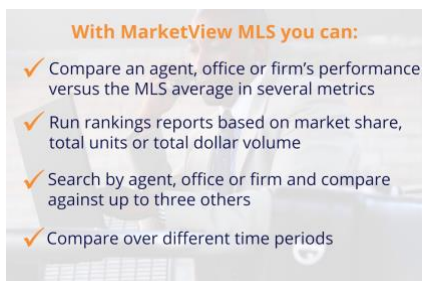 With MarketView MLS you can:
Compare an agent, office or firm's performance
versus the MLS average in several metrics
Run rankings reports based on market share,
total units or total dollar volume
Search by agent, office or firm and compare
against up to three others
Compare over different time periods